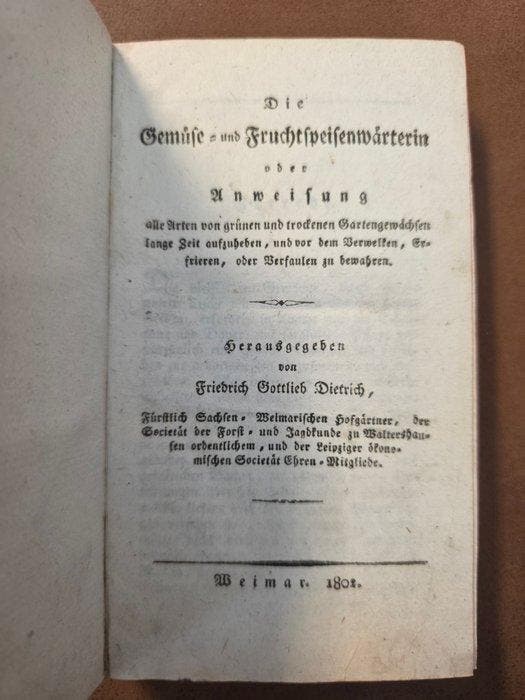 Die
Gemüse- und Fruchtspeisenwärterin
oder
Anweisung
alle Arten von grünen und trockenen Gartengewächsen
lange Zeit aufzuheben, und vor dem Verwelken, Er-
frieren, oder Verfaulen zu bewahren.
Herausgegeben
von
Friedrich Gottlieb Dietrich,
Fürstlich Sachsen-Weimarischen Hofgärtner, der
Societät der Forst- und Jagdkunde zu Waltershau-
sen ordentlichem, und der Leipziger ökono-
mischen Societät Ehren-Mitgliede.
Weimar. 1802.